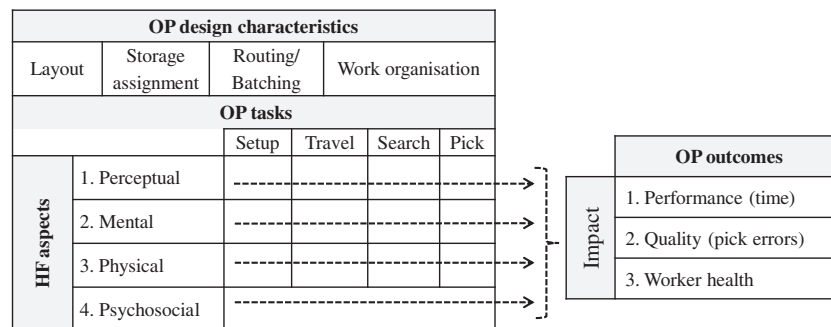 OP design characteristics
Layout
Storage
assignment
Routing/
Batching
Work organisation
OP tasks
Setup
Travel
Search
Pick
HF aspects
1. Perceptual
2. Mental
3. Physical
4. Psychosocial
OP outcomes
Impact
1. Performance (time)
2. Quality (pick errors)
3. Worker health